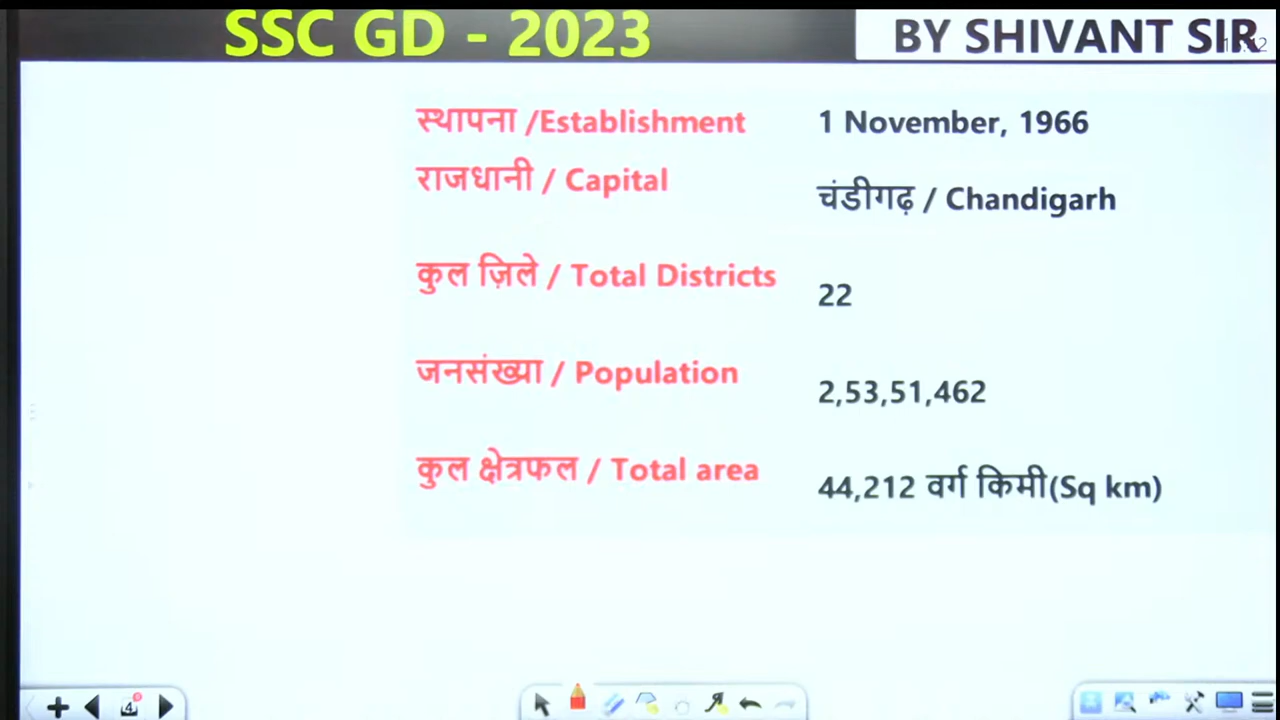 SSC GD - 2023
BY SHIVANT SIR
स्थापना /Establishment
1 November, 1966
राजधानी / Capital
चंडीगढ़ / Chandigarh
कुल ज़िले / Total Districts
22
जनसंख्या / Population
2,53,51,462
कुल क्षेत्रफल / Total area
44,212 वर्ग किमी(Sq km)
4